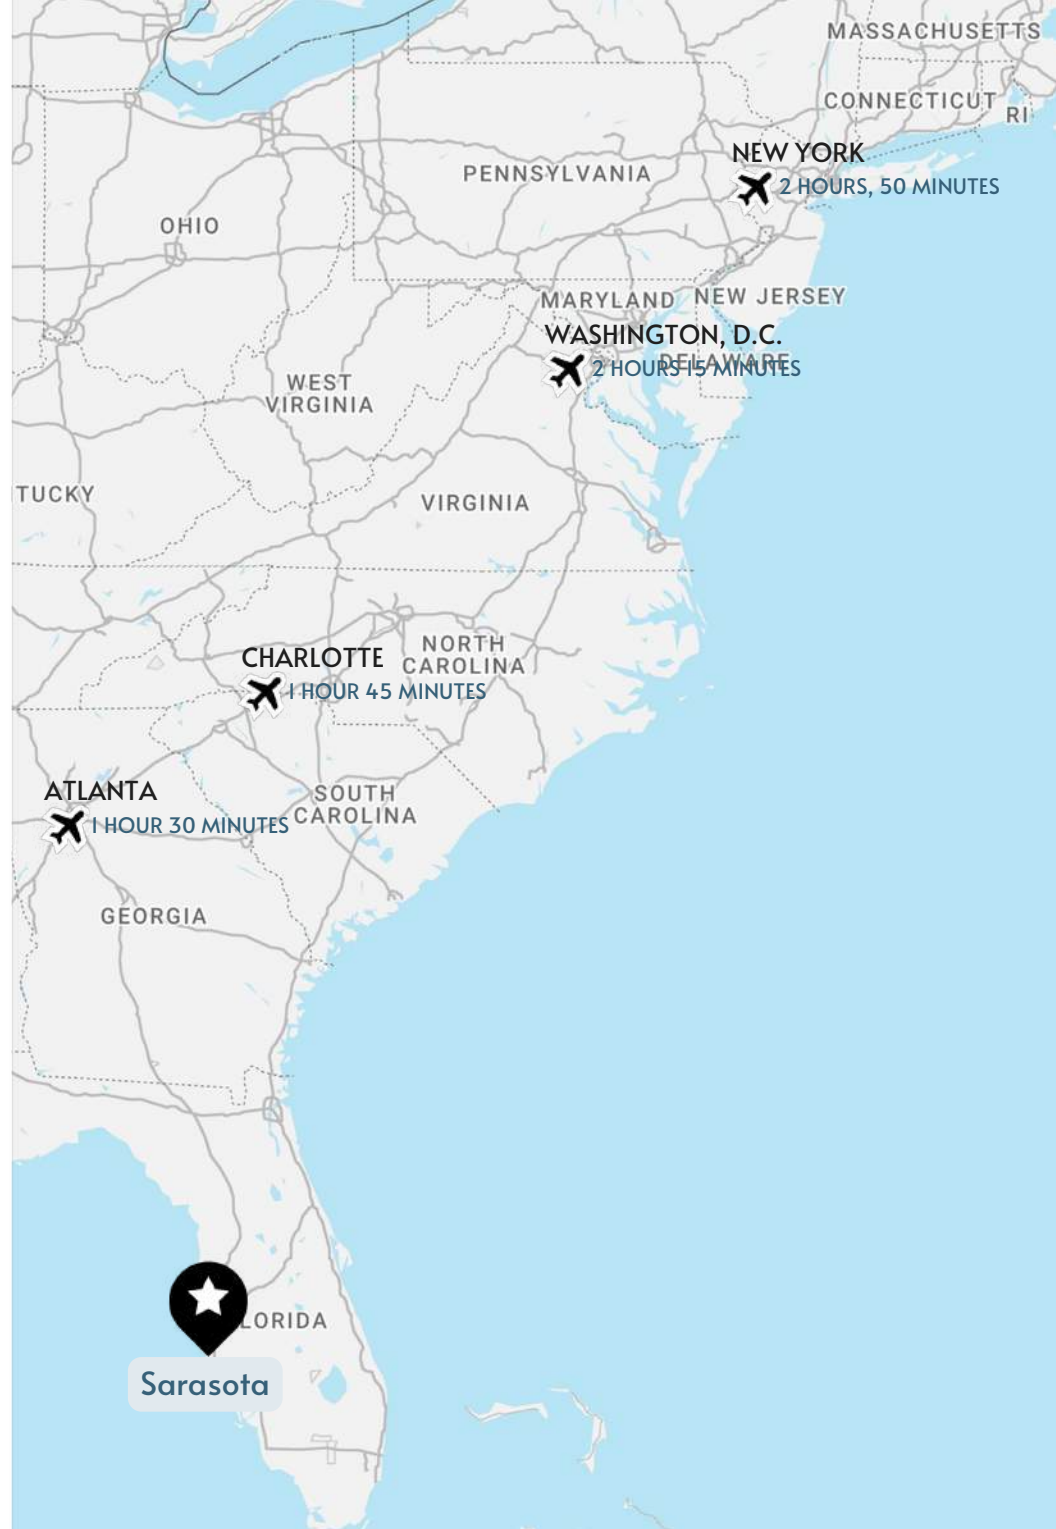 MASSACHUSETTS
CONNECTICUT
RI
NEW YORK
2 HOURS, 50 MINUTES
PENNSYLVANIA
OHIO
MARYLAND
NEW JERSEY
WASHINGTON, D.C.
DELAWARE
2 HOURS 15 MINUTES
WEST
VIRGINIA
TUCKY
VIRGINIA
NORTH
CAROLINA
CHARLOTTE
1 HOUR 45 MINUTES
ATLANTA
1 HOUR 30 MINUTES
SOUTH
CAROLINA
GEORGIA
LORIDA
Sarasota